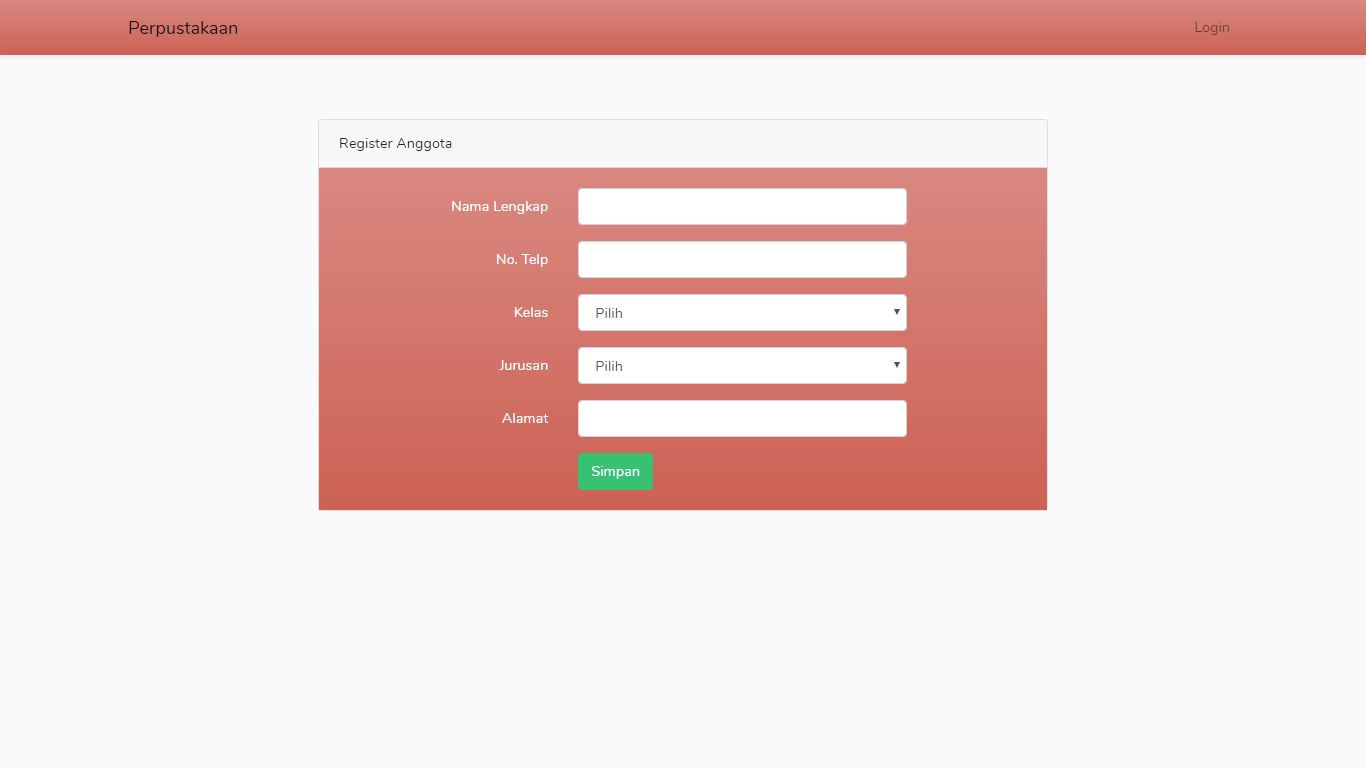 Perpustakaan
Login
Register Anggota
Nama Lengkap
No. Telp
Kelas
Pilih
Jurusan
Pilih
Alamat
Simpan